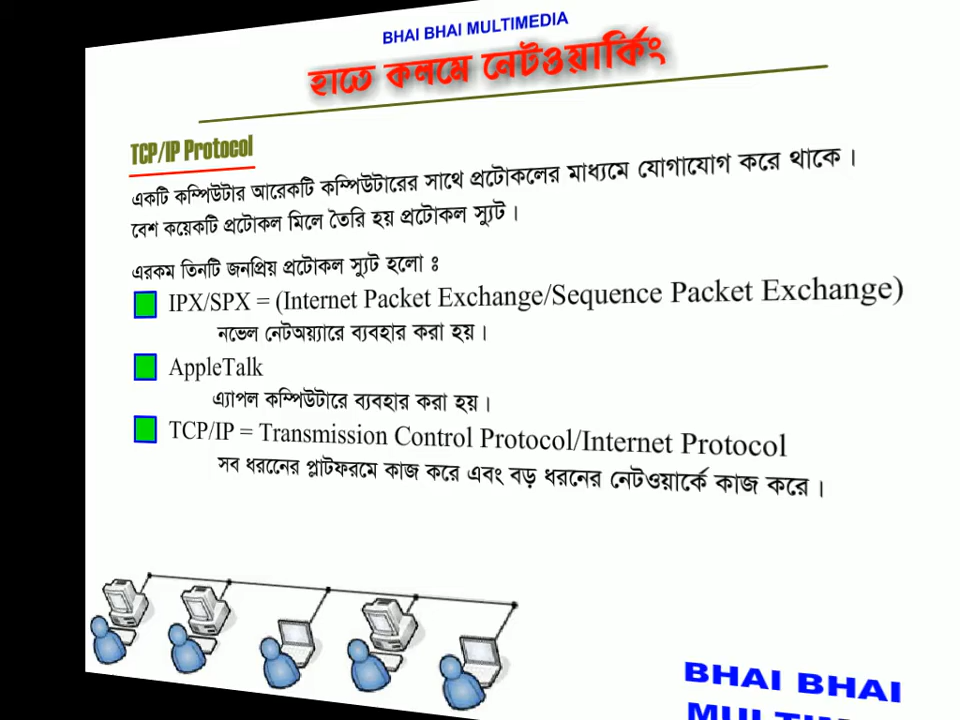 BHAI BHAI MULTIMEDIA
হাতে কলমে নেটওয়ার্কিং
TCP/IP Protocol
একটি কম্পিউটার আরেকটি কম্পিউটারের সাথে প্রটোকলের মাধ্যমে যোগাযোগ করে থাকে।
বেশ কয়েকটি প্রটোকল মিলে তৈরি হয় প্রটোকল স্যুট।
এরকম তিনটি জনপ্রিয় প্রটোকল স্যুট হলো ঃ
IPX/SPX = (Internet Packet Exchange/Sequence Packet Exchange)
নভেল নেটঅয়্যারে ব্যবহার করা হয়।
AppleTalk
এ্যাপল কম্পিউটারে ব্যবহার করা হয়।
TCP/IP = Transmission Control Protocol/Internet Protocol
সব ধরনেের প্লাটফরমে কাজ করে এবং বড় ধরনের নেটওয়ার্কে কাজ করে।
BHAI BHAI